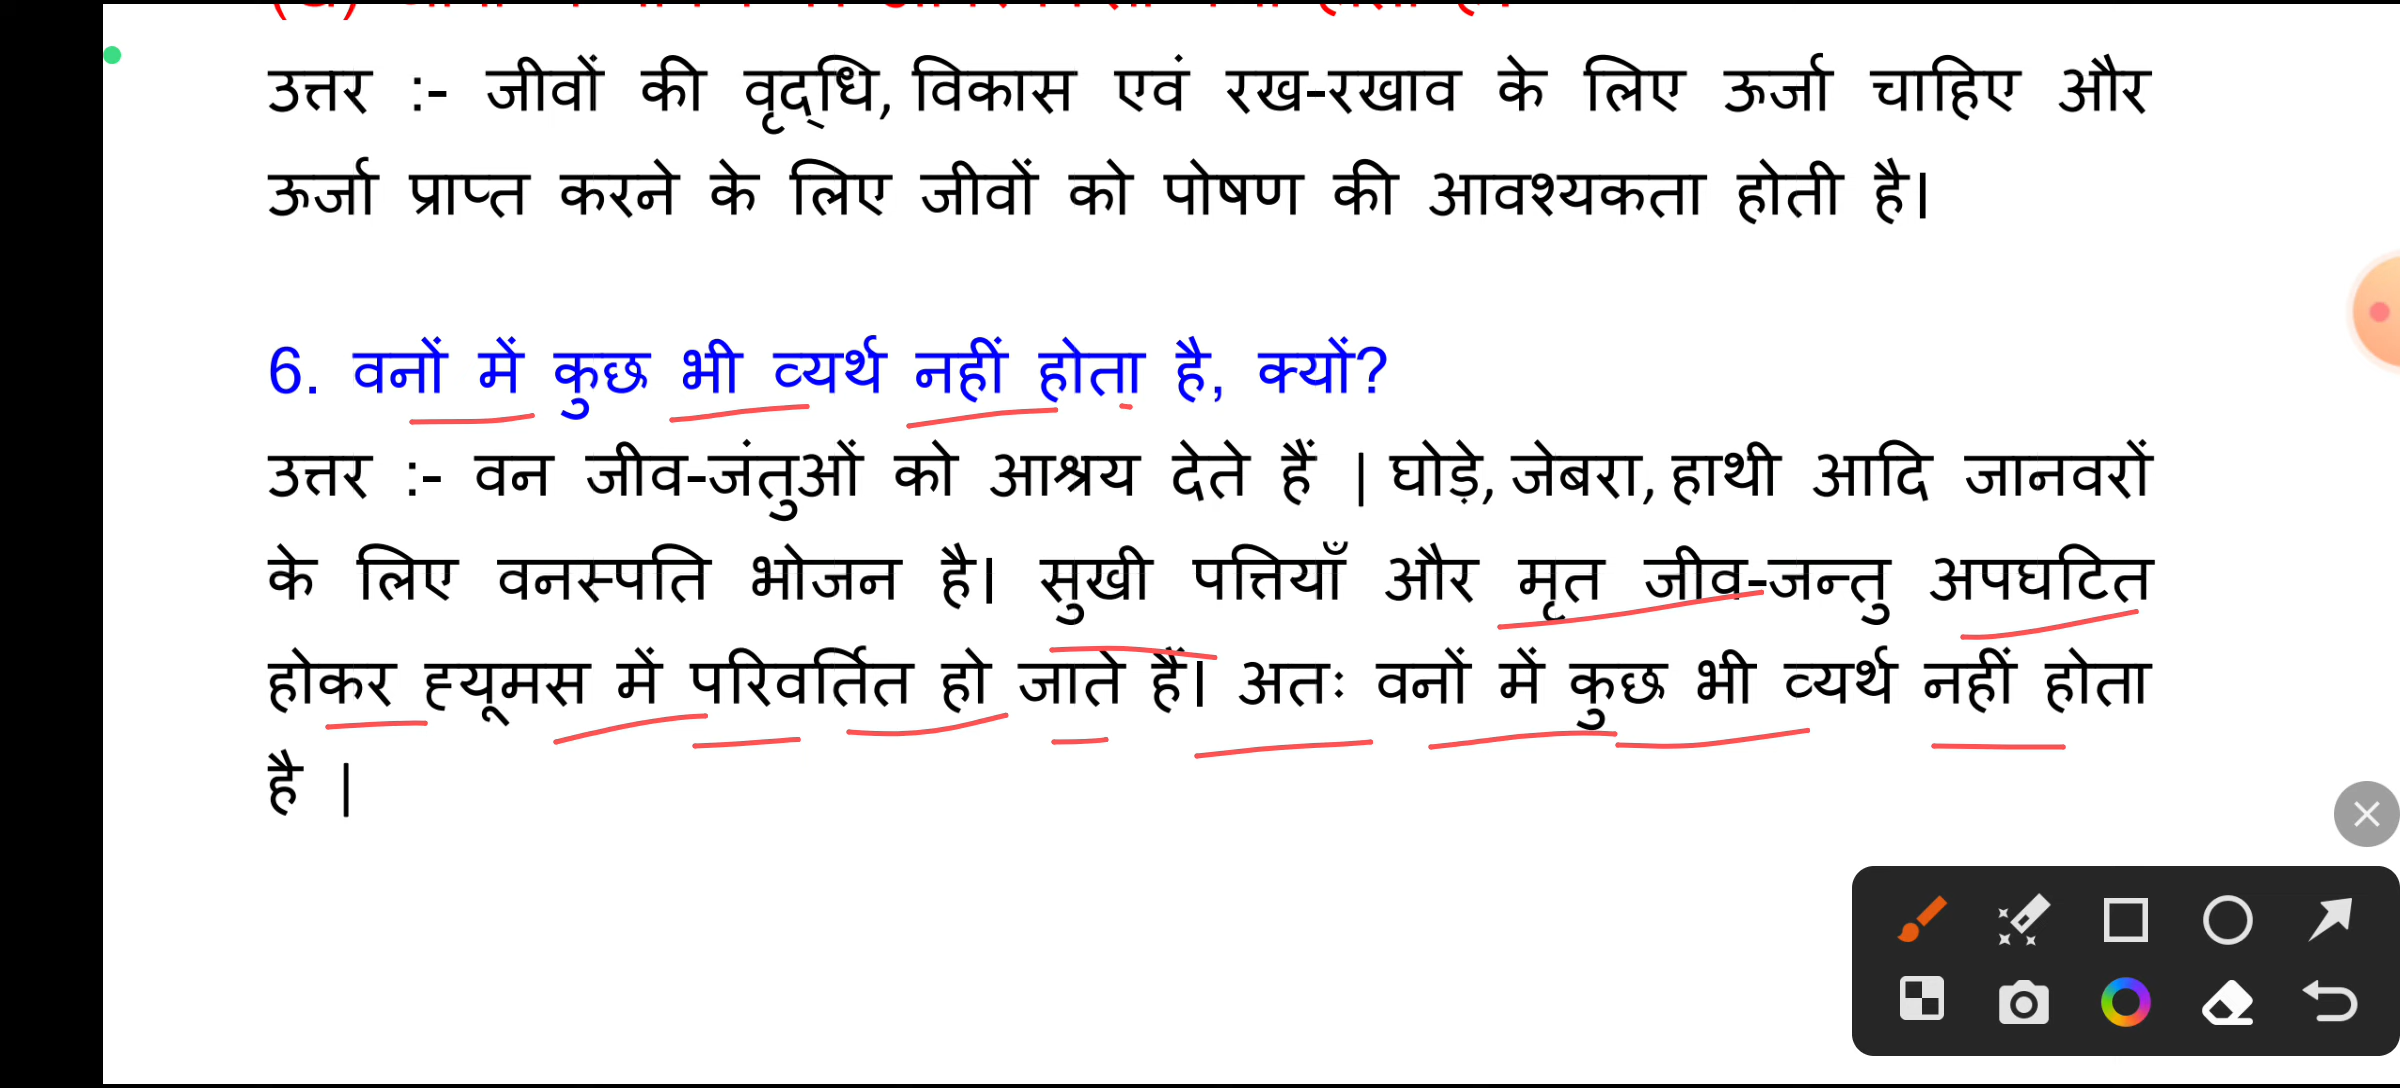 उत्तर :- जीवों की वृद्‌धि, विकास एवं रख-रखाव के लिए ऊर्जा चाहिए और
ऊर्जा प्राप्त करने के लिए जीवों को पोषण की आवश्यकता होती है।
6. वनों में कुछ भी व्यर्थ नहीं होता है, क्यों?
उत्तर :- वन जीव-जंतुओं को आश्रय देते हैं | घोड़े, जेबरा, हाथी आदि जानवरों
के लिए वनस्पति भोजन है। सुखी पत्तियाँ और मृत जीव-जन्तु अपघटित
होकर ह्यूमस में परिवर्तित हो जाते हैं। अतः वनों में कुछ भी व्यर्थ नहीं होता
है |